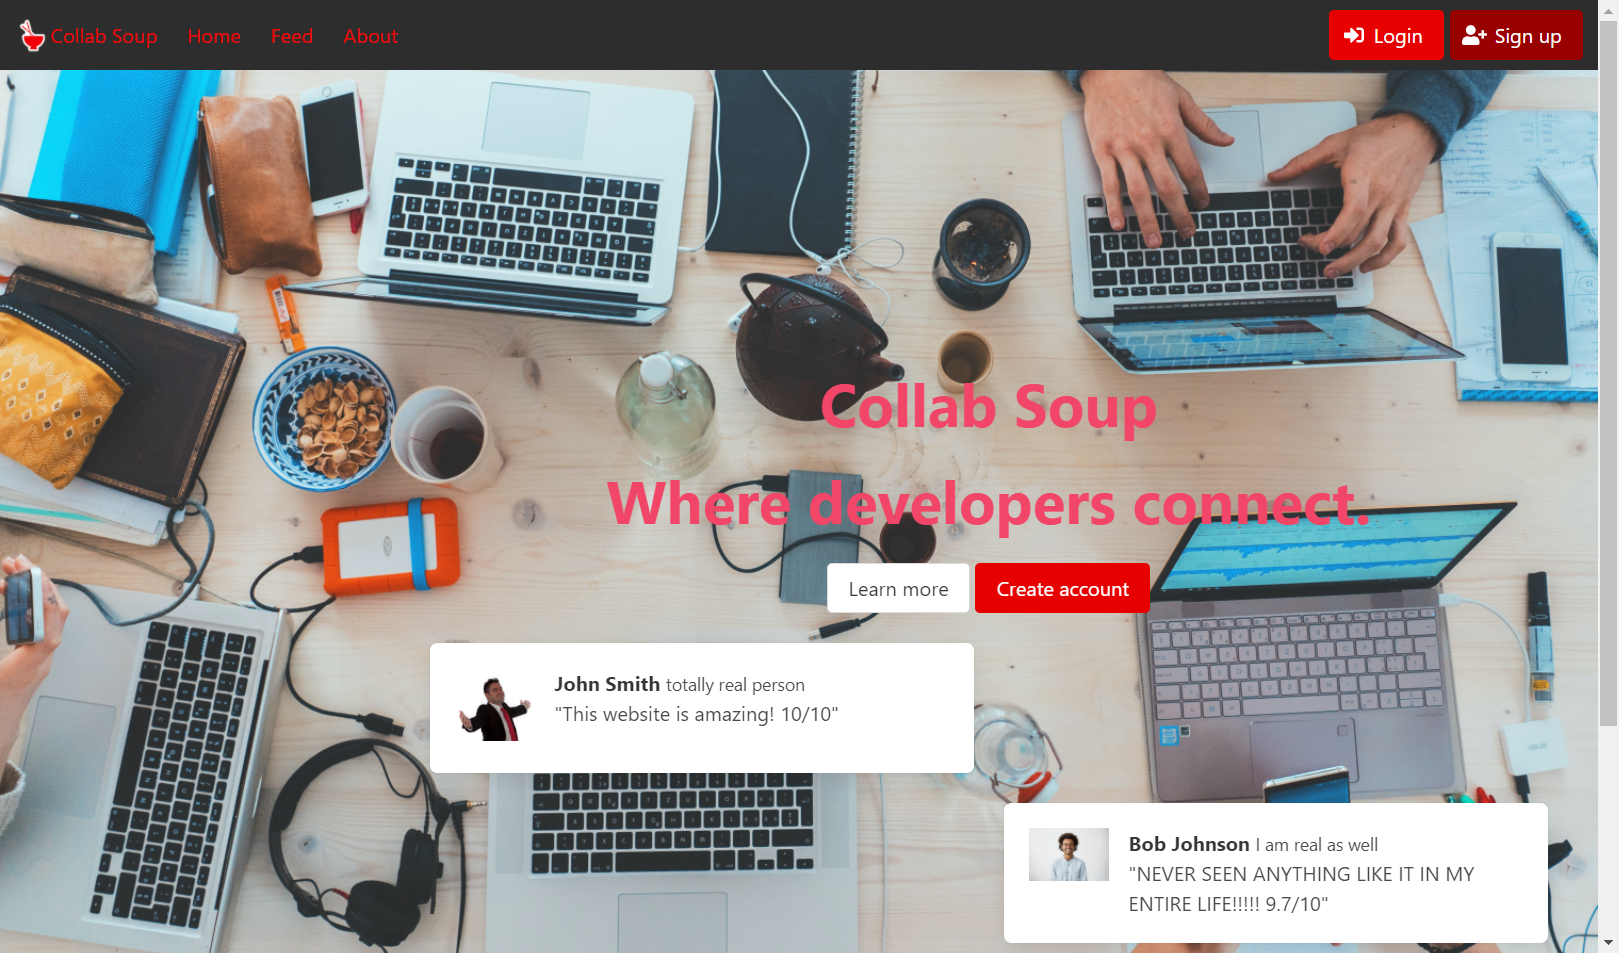 Collab Soup Home Feed About Login Sign up
Collab Soup
Where developers connect.
Learn more Create account
John Smith totally real person
"This website is amazing! 10/10"
Bob Johnson I am real as well
"NEVER SEEN ANYTHING LIKE IT IN MY
ENTIRE LIFE!!!!! 9.7/10"